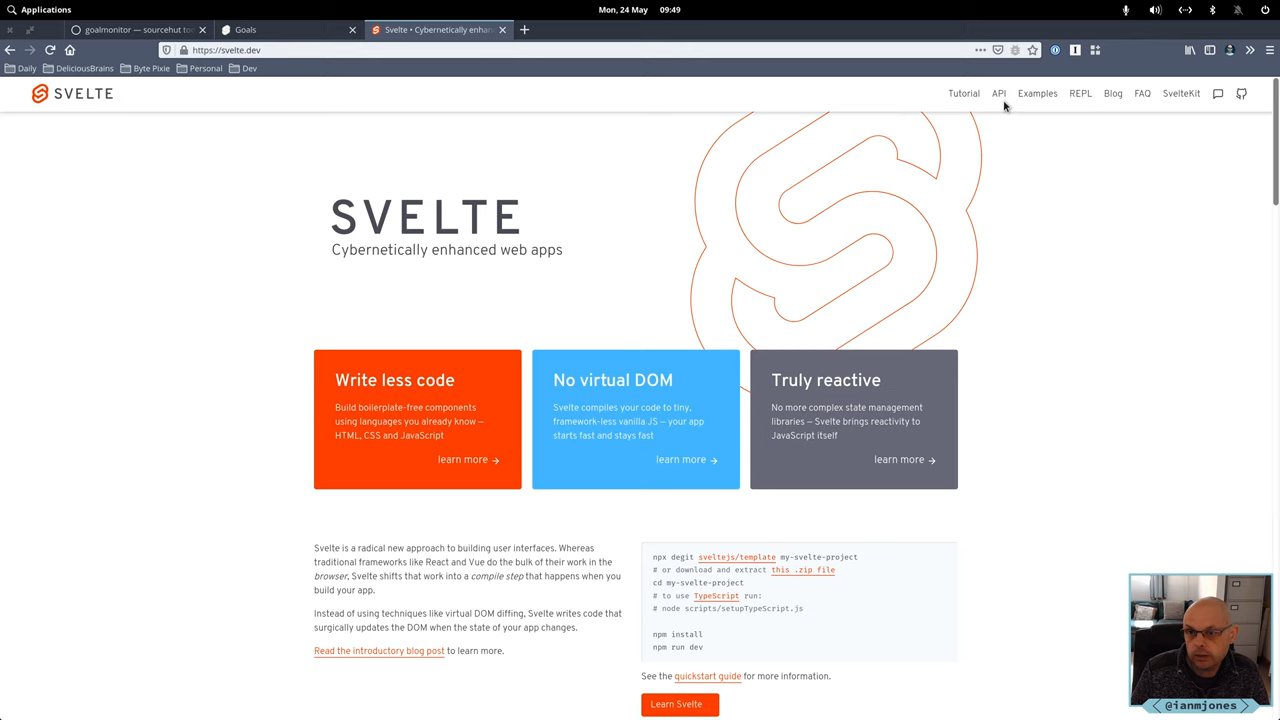 Applications
Mon, 24 May 09:49
goalmonitor — sourcehut to
Goals
Svelte • Cybernetically enhan
https://svelte.dev
Daily
DeliciousBrains
Byte Pixie
Personal
Dev
SVELTE
Tutorial
API
Examples
REPL
Blog
FAQ
SvelteKit
SVELTE
Cybernetically enhanced web apps
Write less code
Build boilerplate-free components
using languages you already know —
HTML, CSS and JavaScript
learn more →
No virtual DOM
Svelte compiles your code to tiny,
framework-less vanilla JS — your app
starts fast and stays fast
learn more →
Truly reactive
No more complex state management
libraries — Svelte brings reactivity to
JavaScript itself
learn more →
Svelte is a radical new approach to building user interfaces. Whereas
traditional frameworks like React and Vue do the bulk of their work in the
browser, Svelte shifts that work into a compile step that happens when you
build your app.
Instead of using techniques like virtual DOM diffing, Svelte writes code that
surgically updates the DOM when the state of your app changes.
Read the introductory blog post to learn more.
npx degit sveltejs/template my-svelte-project
# or download and extract this .zip file
cd my-svelte-project
# to use TypeScript run:
# node scripts/setupTypeScript.js
npm install
npm run dev
See the quickstart guide for more information.
Learn Svelte
@ianmjones